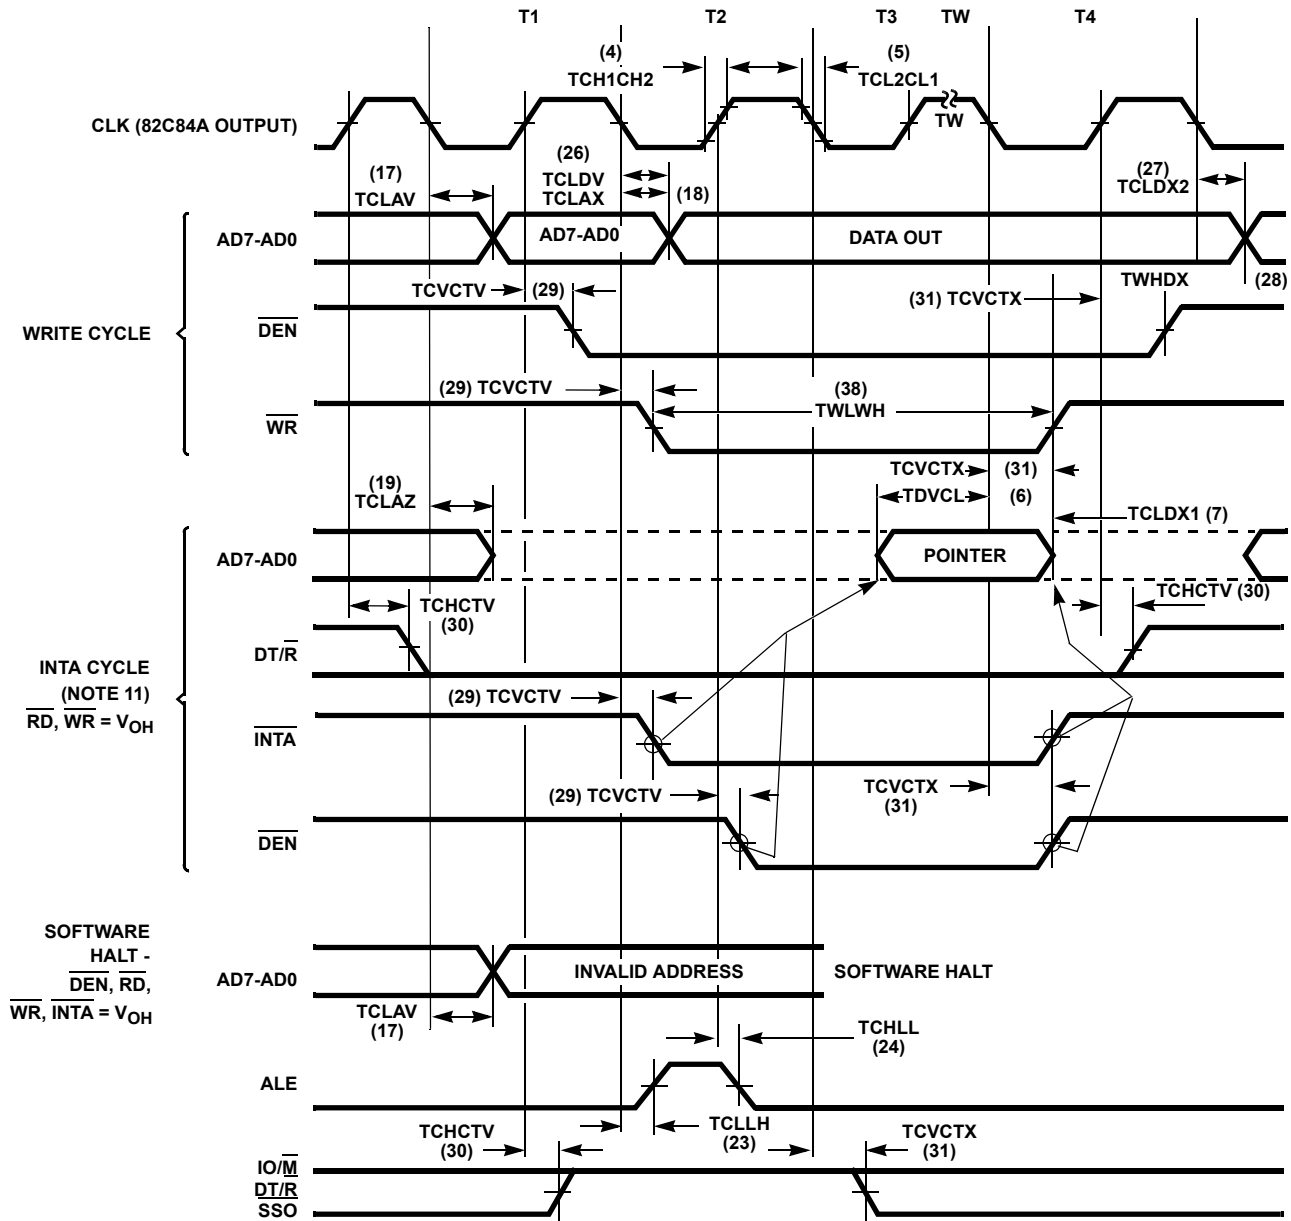 T1 T2 T3 TW T4
(4) (5)
TCH1CH2 TCL2CL1
CLK (82C84A OUTPUT) TW
(17) (26) (27)
TCLAV TCLDV TCLDX2
TCLAX (18)
AD7-AD0 AD7-AD0 DATA OUT
TCVCTV (29) TWHDX (28)
(31) TCVCTX
WRITE CYCLE DEN
(29) TCVCTV (38)
TWLWH
WR
TCVCTX (31)
(19) TDVCL (6)
TCLAZ TCLDX1 (7)
AD7-AD0 POINTER
TCHCTV TCHCTV (30)
(30)
DT/R
INTA CYCLE
(NOTE 11)
RD, WR = VOH
(29) TCVCTV
INTA
TCVCTX
(31)
(29) TCVCTV
DEN
SOFTWARE
HALT -
DEN, RD,
WR, INTA = VOH
AD7-AD0 INVALID ADDRESS SOFTWARE HALT
TCLAV
(17)
TCHLL
(24)
ALE
TCLLH
(23)
TCHCTV TCVCTX
(30) (31)
IO/M
DT/R
SSO